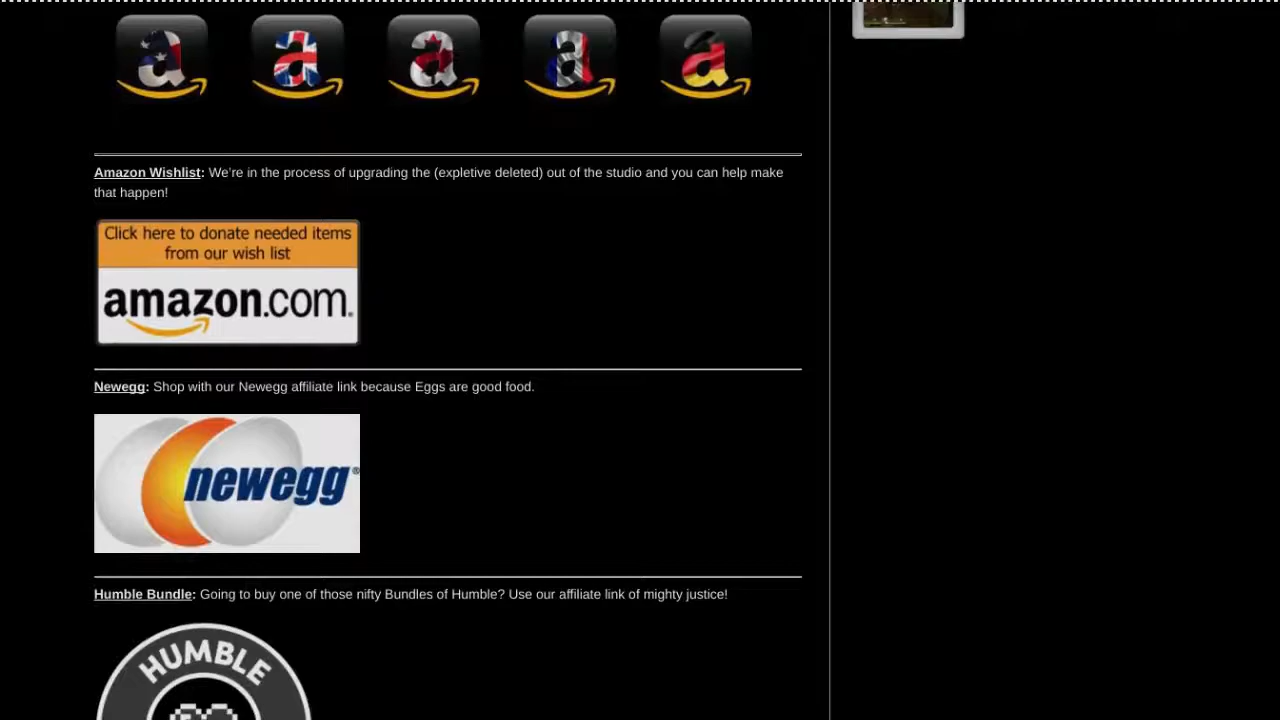 a a a a a
Amazon Wishlist: We're in the process of upgrading the (expletive deleted) out of the studio and you can help make
that happen!
Click here to donate needed items
from our wish list
amazon.com.
Newegg: Shop with our Newegg affiliate link because Eggs are good food.
newegg®
Humble Bundle: Going to buy one of those nifty Bundles of Humble? Use our affiliate link of mighty justice!
HUMBLE